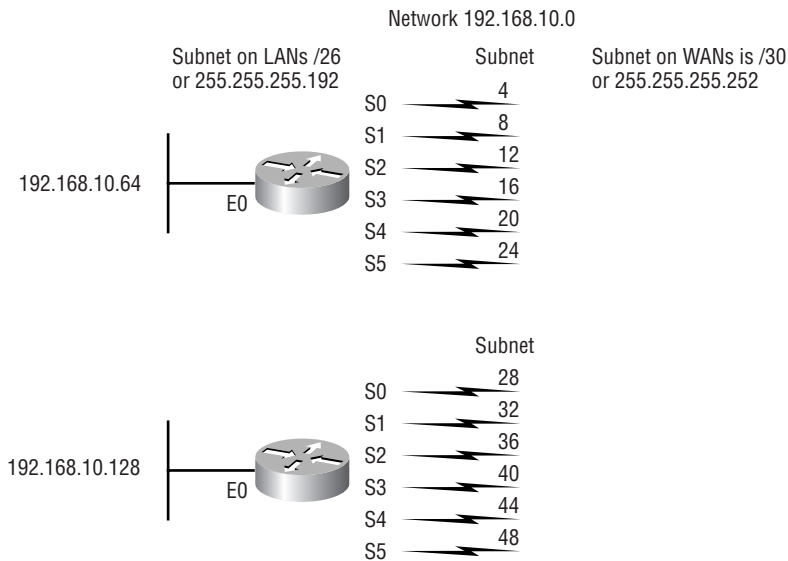 Network 192.168.10.0
Subnet on LANs /26
or 255.255.255.192
Subnet
Subnet on WANs is /30
or 255.255.255.252
S0 4
S1 8
S2 12
S3 16
S4 20
S5 24
192.168.10.64
E0
Subnet
S0 28
S1 32
S2 36
S3 40
S4 44
S5 48
192.168.10.128
E0